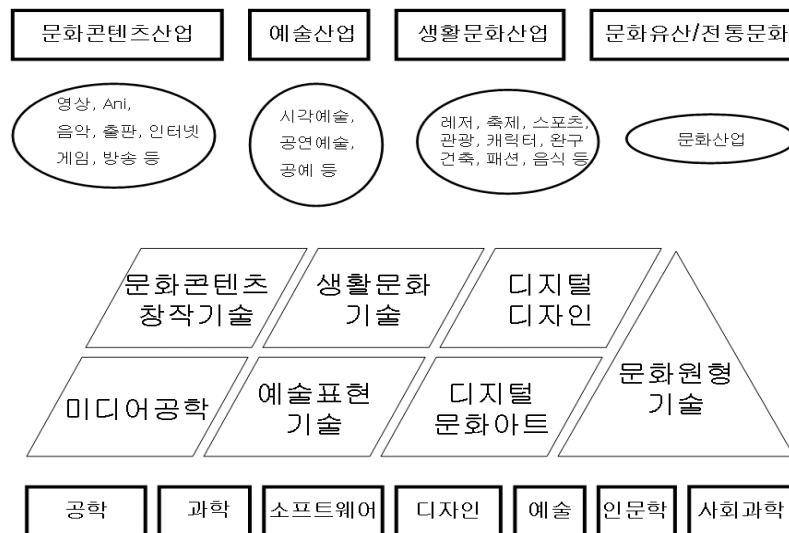 문화콘텐츠산업
예술산업
생활문화산업
문화유산/전통문화
영상, Ani,
음악, 출판, 인터넷
게임, 방송 등
시각예술,
공연예술,
공예 등
레저, 축제, 스포츠,
관광, 캐릭터, 완구
건축, 패션, 음식 등
문화산업
문화콘텐츠
창작기술
생활문화
기술
디지털
디자인
미디어공학
예술표현
기술
디지털
문화아트
문화원형
기술
공학
과학
소프트웨어
디자인
예술
인문학
사회과학